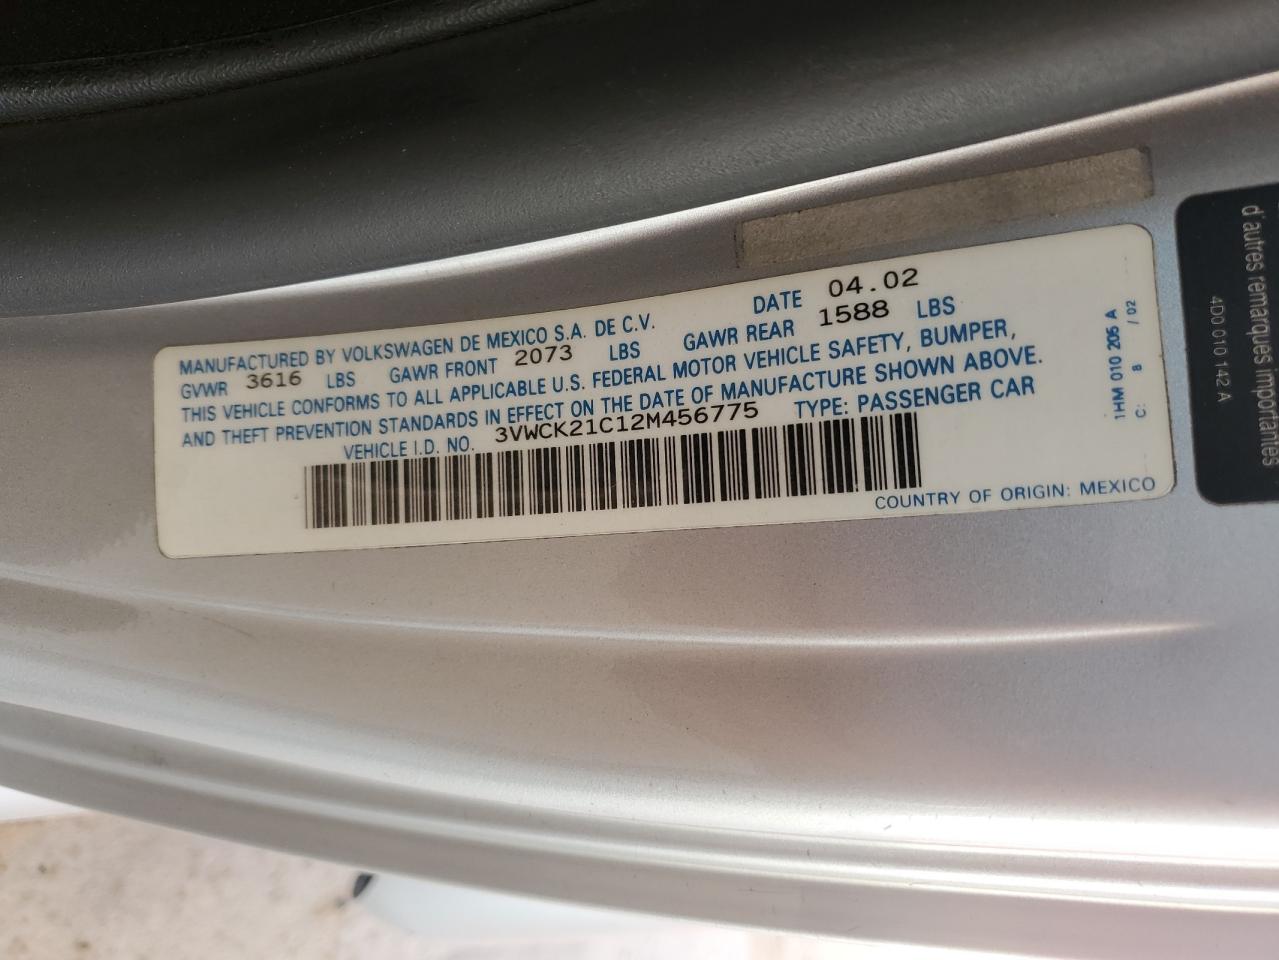 MANUFACTURED BY VOLKSWAGEN DE MEXICO S.A. DE C.V. DATE 04.02
GVWR 3616 LBS GAWR FRONT 2073 LBS GAWR REAR 1588 LBS
THIS VEHICLE CONFORMS TO ALL APPLICABLE U.S. FEDERAL MOTOR VEHICLE SAFETY, BUMPER,
AND THEFT PREVENTION STANDARDS IN EFFECT ON THE DATE OF MANUFACTURE SHOWN ABOVE.
VEHICLE I.D. NO. 3VWCK21C12M456775 TYPE: PASSENGER CAR
COUNTRY OF ORIGIN: MEXICO
1HM 010 205 A
C: 8 / 02
d'autres remarques importantes
4D0 010 142 A